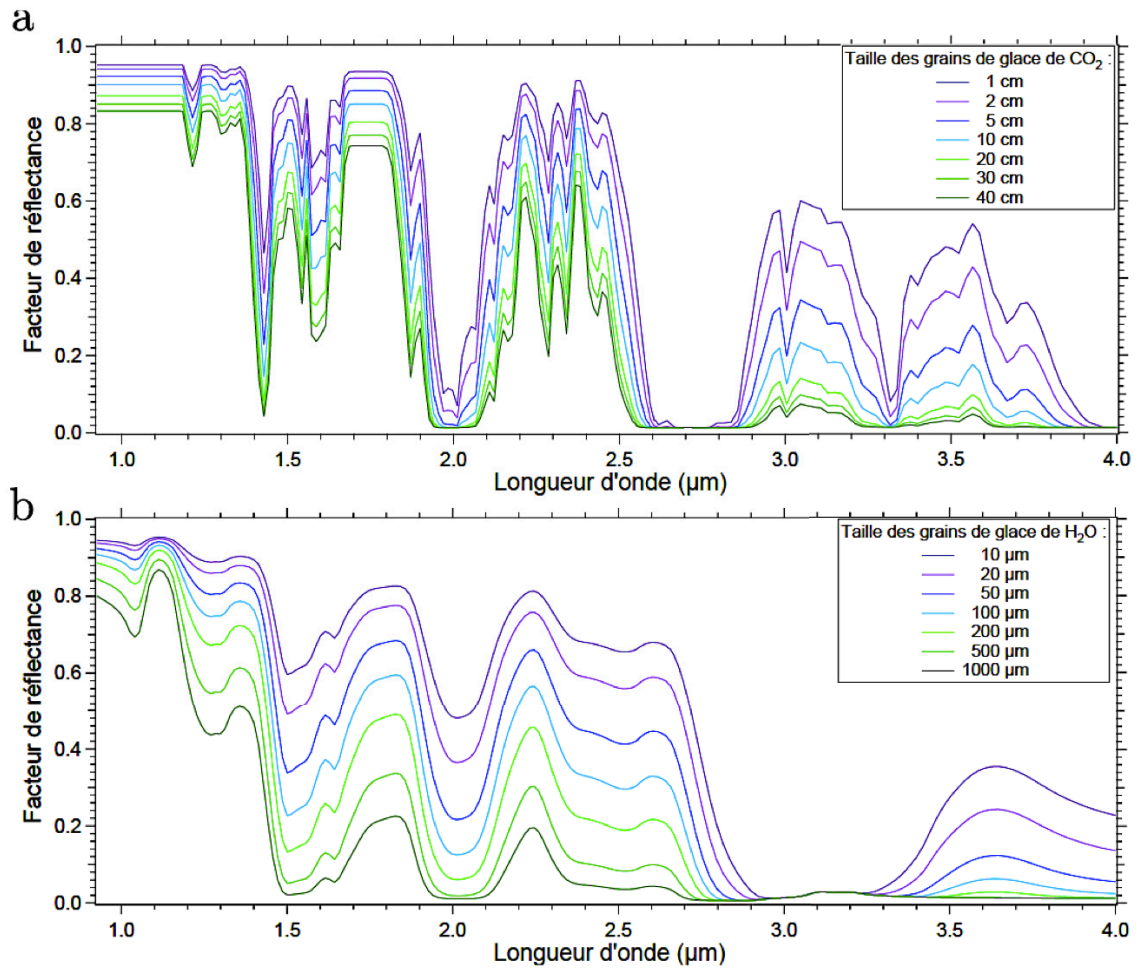 a
Facteur de réflectance
1.0
0.8
0.6
0.4
0.2
0.0
Taille des grains de glace de CO₂ :
1 cm
2 cm
5 cm
10 cm
20 cm
30 cm
40 cm
1.0
1.5
2.0
2.5
3.0
3.5
4.0
Longueur d'onde (µm)
b
Facteur de réflectance
1.0
0.8
0.6
0.4
0.2
0.0
Taille des grains de glace de H₂O :
10 µm
20 µm
50 µm
100 µm
200 µm
500 µm
1000 µm
1.0
1.5
2.0
2.5
3.0
3.5
4.0
Longueur d'onde (µm)